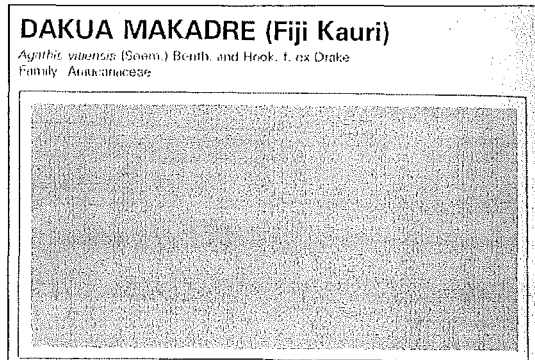 DAKUA MAKADRE (Fiji Kauri)
Agathis vitiensis (Seem.) Benth. and Hook. f. ex Drake
Family Araucariaceae